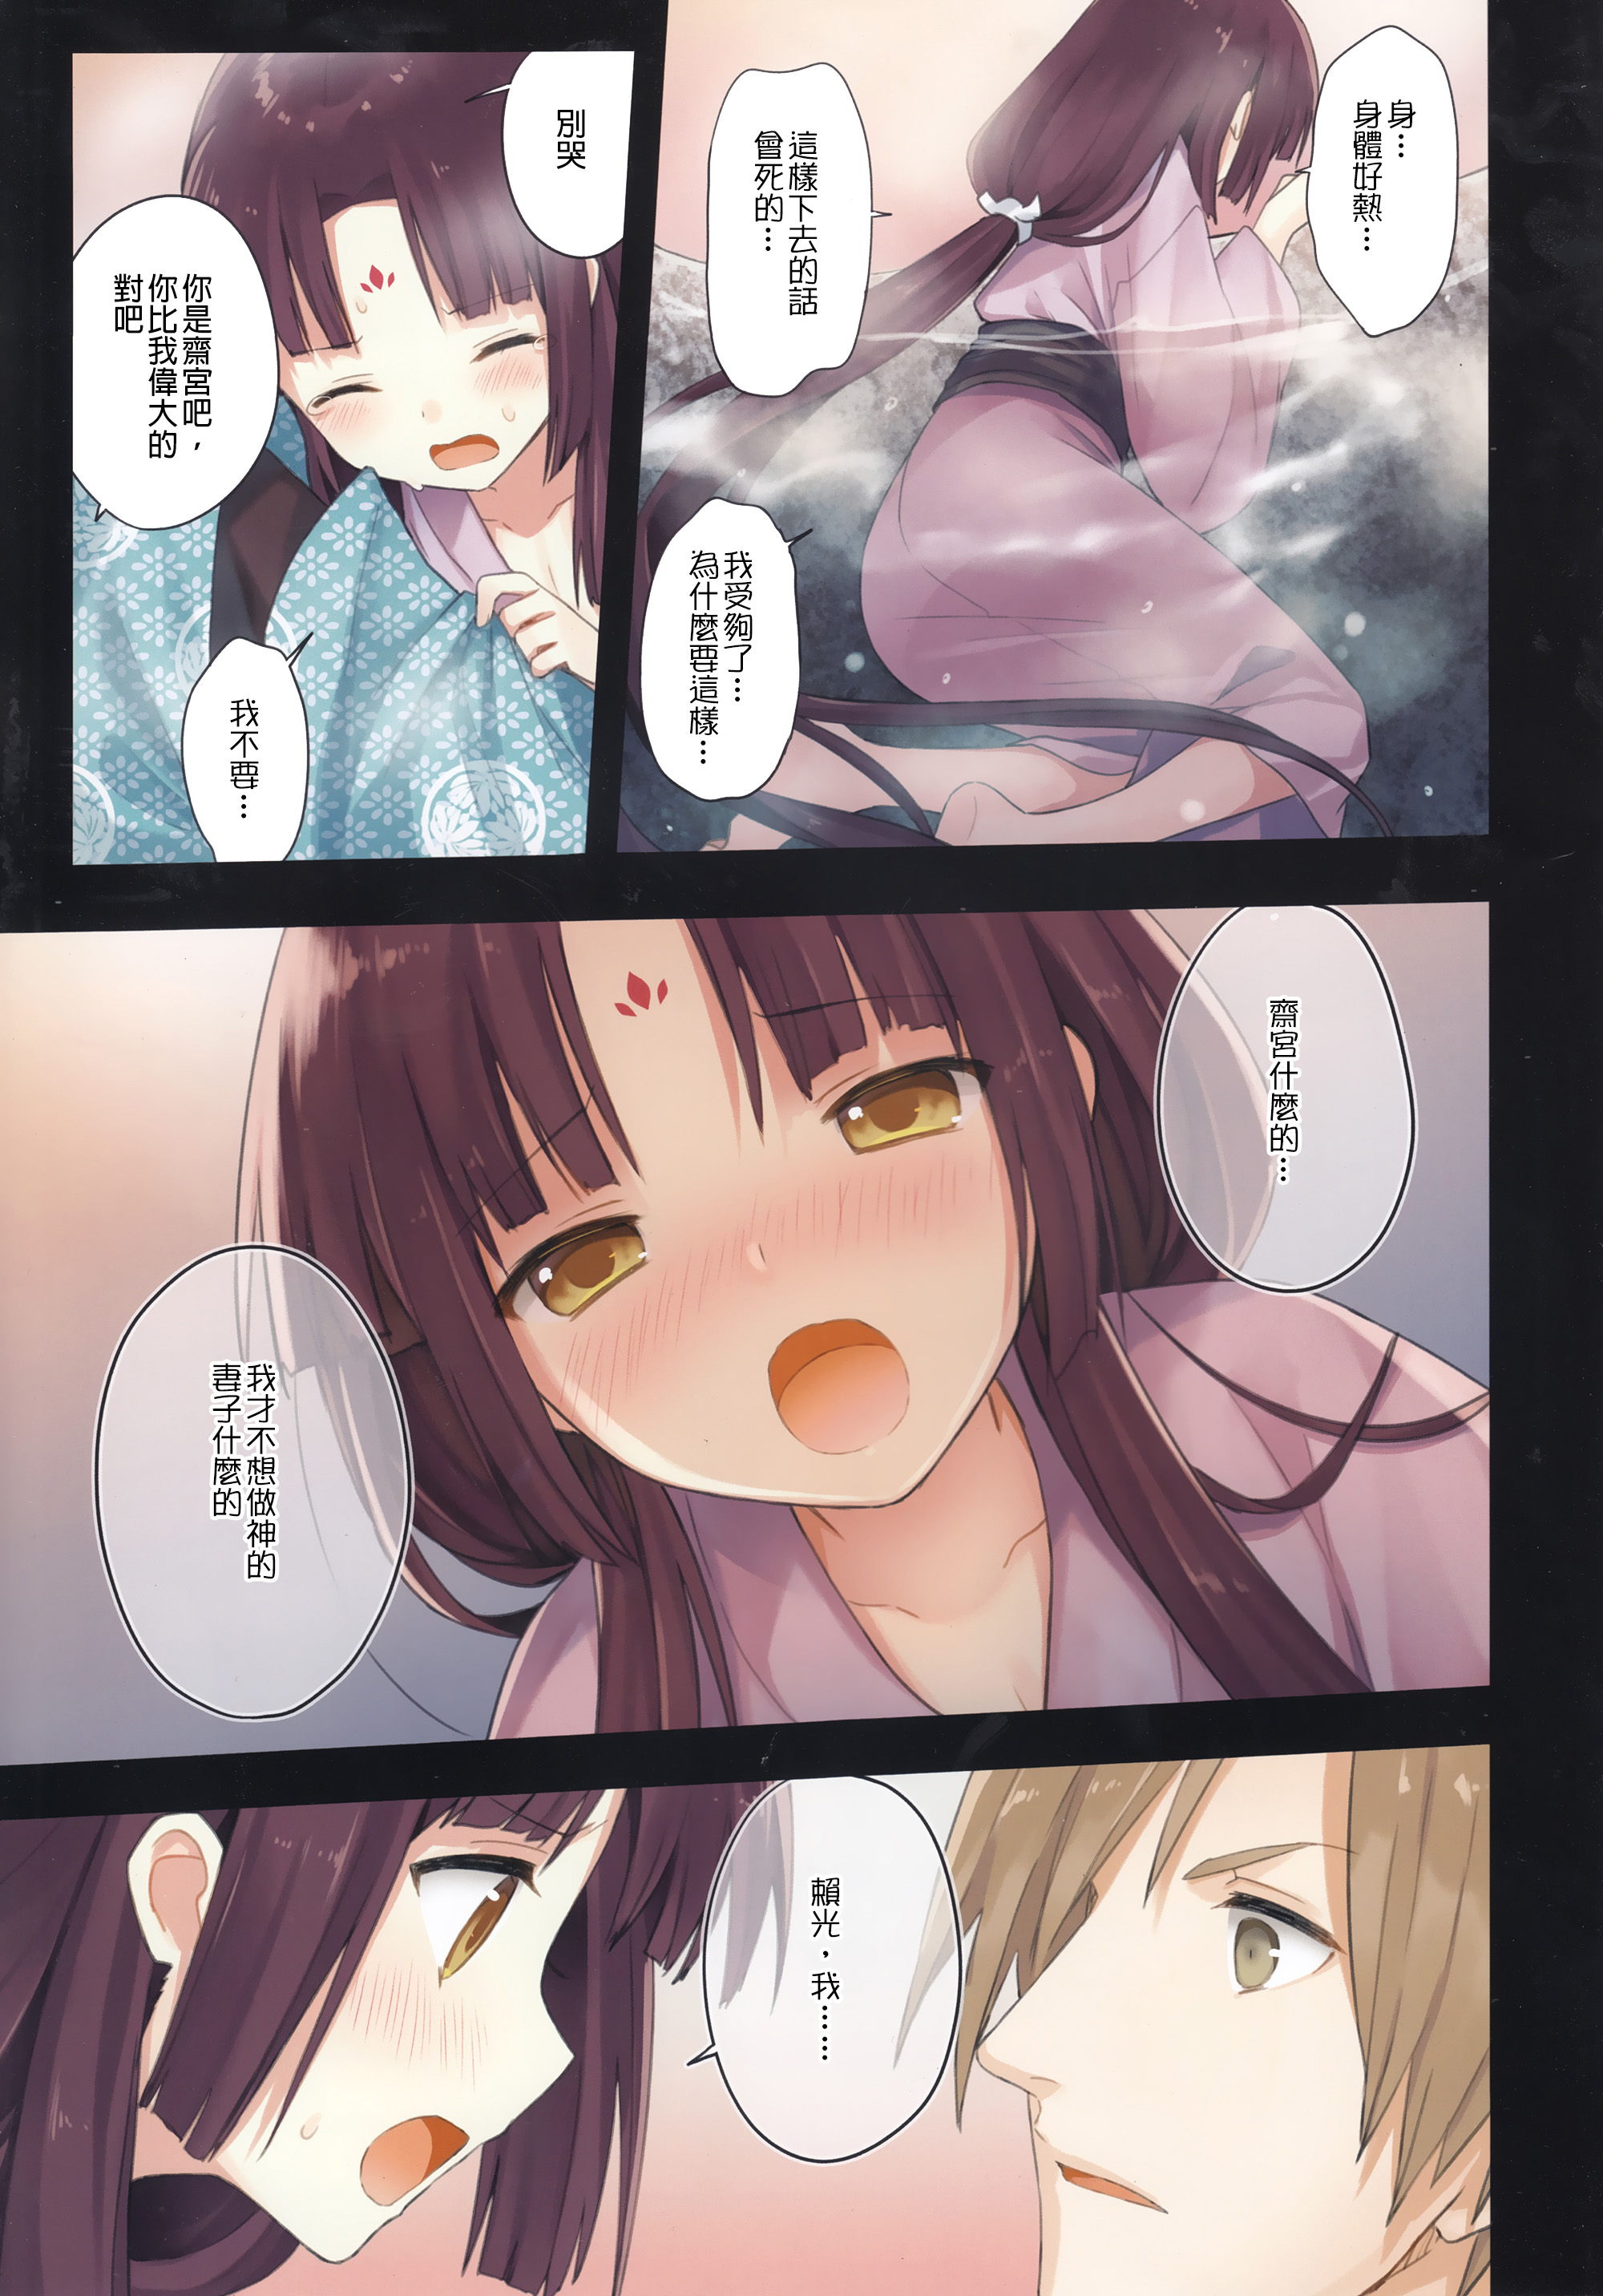 身…
身體好熱…
這樣下去的話
曾死的…
我受夠了…
為什麼要這樣…
別哭
你是齋宮吧，
你比我偉大的
對吧
我不要…
齋宮什麼的…
我才不想做神的
妻子什麼的
賴光，我……